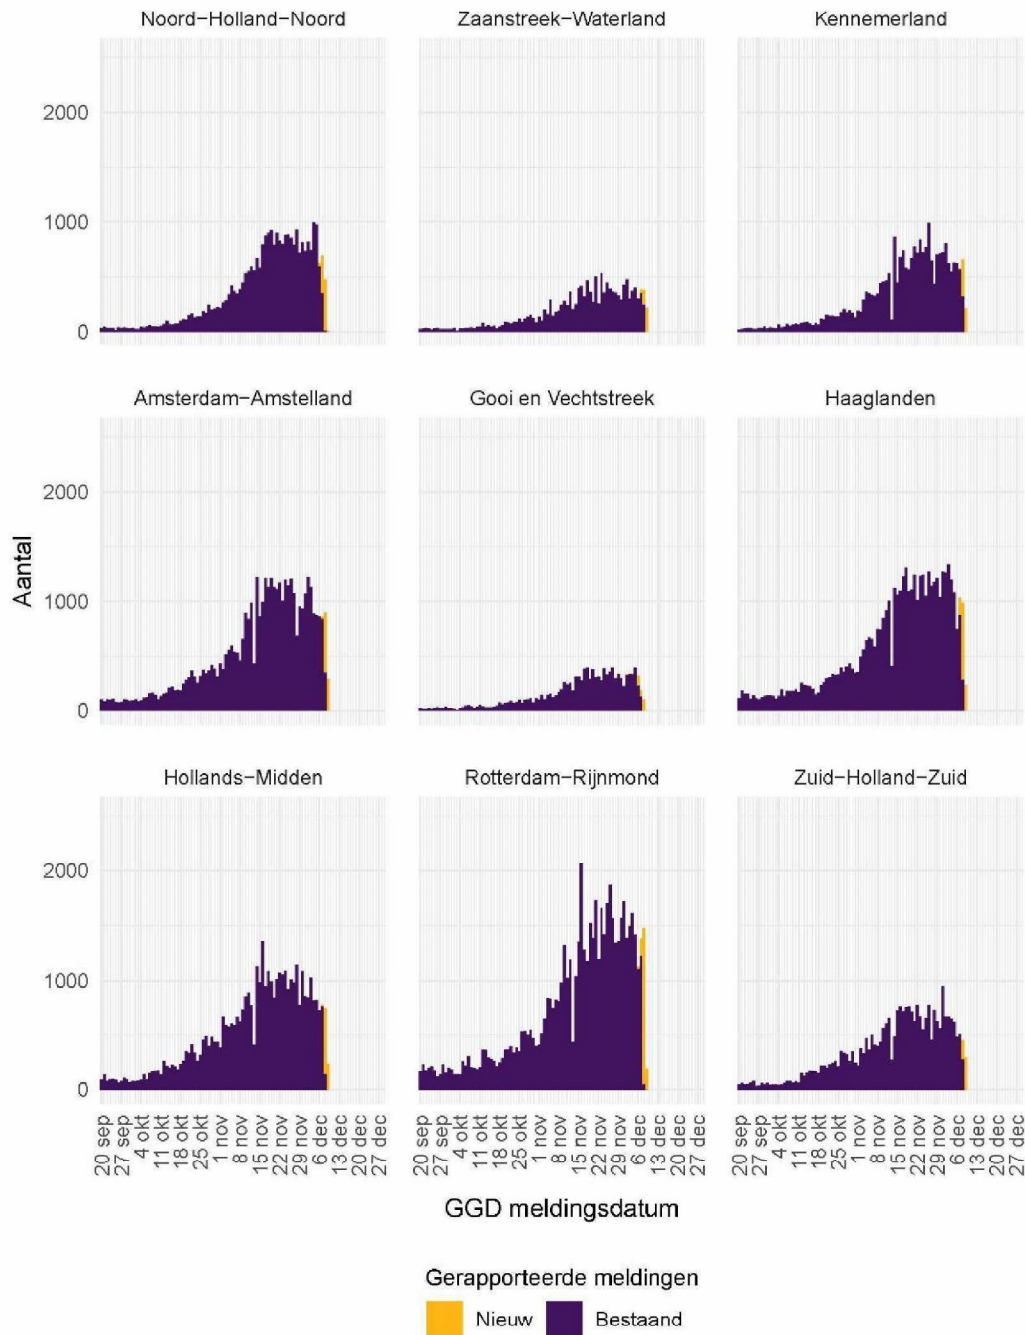 Noord−Holland−Noord
Zaanstreek−Waterland
Kennemerland
2000
1000
0
Amsterdam−Amstelland
Gooi en Vechtstreek
Haaglanden
2000
1000
0
Aantal
Hollands−Midden
Rotterdam−Rijnmond
Zuid−Holland−Zuid
2000
1000
0
20 sep
27 sep
4 okt
11 okt
18 okt
25 okt
1 nov
8 nov
15 nov
22 nov
29 nov
6 dec
13 dec
20 dec
27 dec
20 sep
27 sep
4 okt
11 okt
18 okt
25 okt
1 nov
8 nov
15 nov
22 nov
29 nov
6 dec
13 dec
20 dec
27 dec
20 sep
27 sep
4 okt
11 okt
18 okt
25 okt
1 nov
8 nov
15 nov
22 nov
29 nov
6 dec
13 dec
20 dec
27 dec
GGD meldingsdatum
Gerapporteerde meldingen
Nieuw
Bestaand